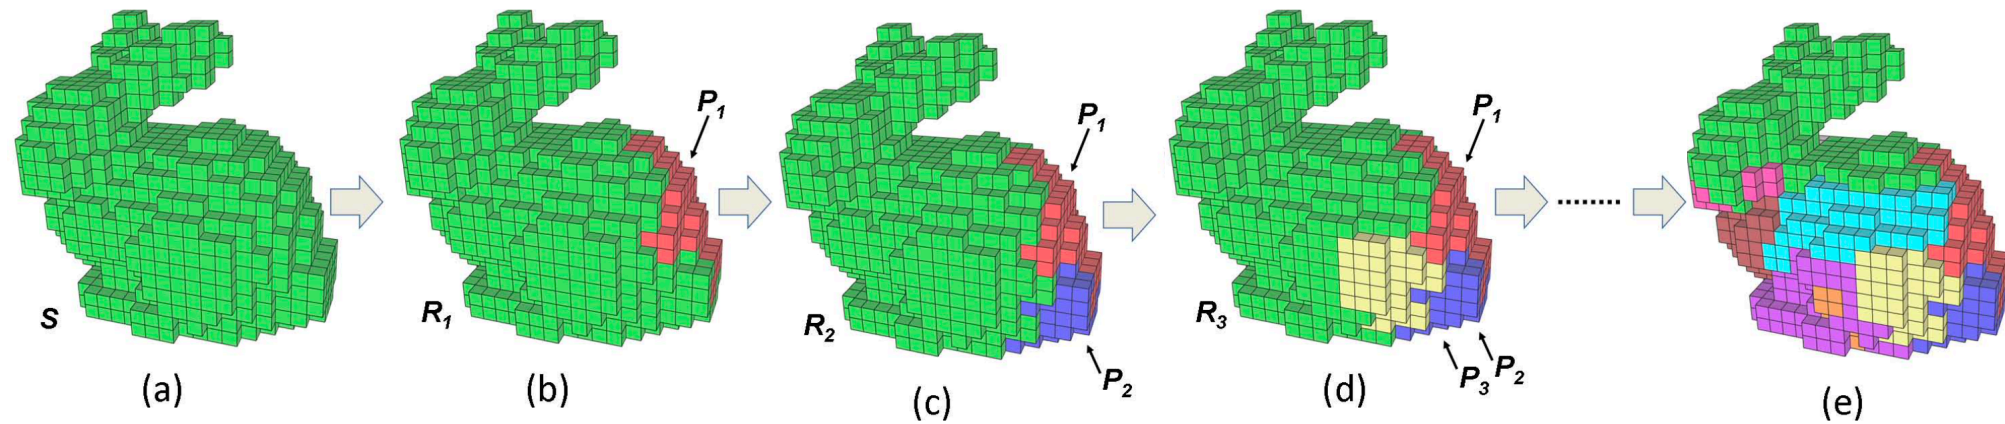 P1
P1
P1
S
R1
R2
P2
R3
P3
P2
........
(a)
(b)
(c)
(d)
(e)